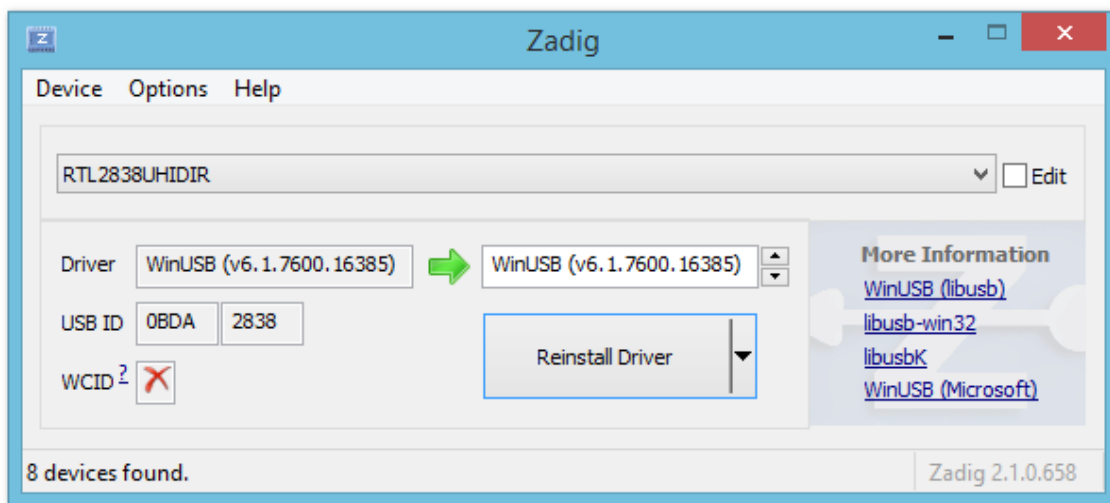 Z
Zadig
Device Options Help
RTL2838UHIDIR
Edit
Driver WinUSB (v6.1.7600.16385) WinUSB (v6.1.7600.16385)
USB ID 0BDA 2838
WCID ?
Reinstall Driver
More Information
WinUSB (libusb)
libusb-win32
libusbK
WinUSB (Microsoft)
8 devices found.
Zadig 2.1.0.658